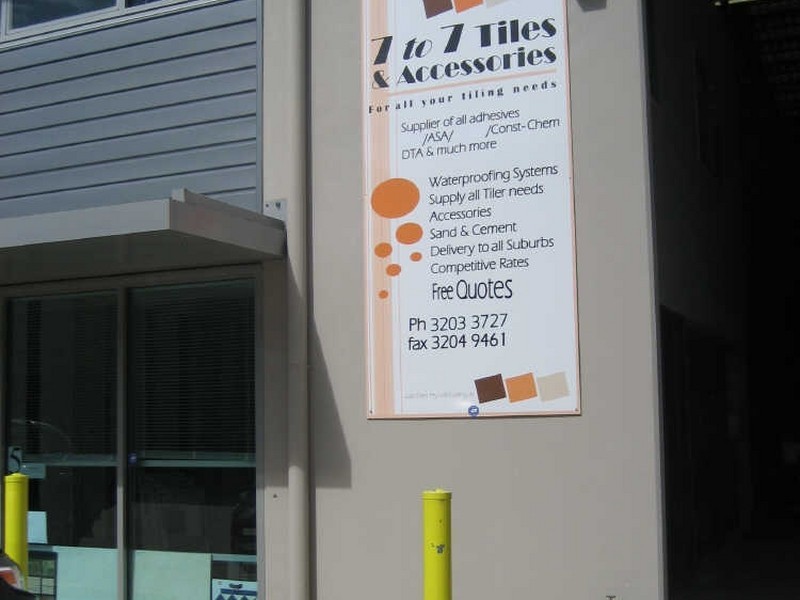 7 to 7 Tiles
& Accessories
For all your tiling needs
Supplier of all adhesives
/ASA/ /Const-Chem
DTA & much more
Waterproofing Systems
Supply all Tiler needs
Accessories
Sand & Cement
Delivery to all Suburbs
Competitive Rates
Free Quotes
Ph 3203 3727
fax 3204 9461
5